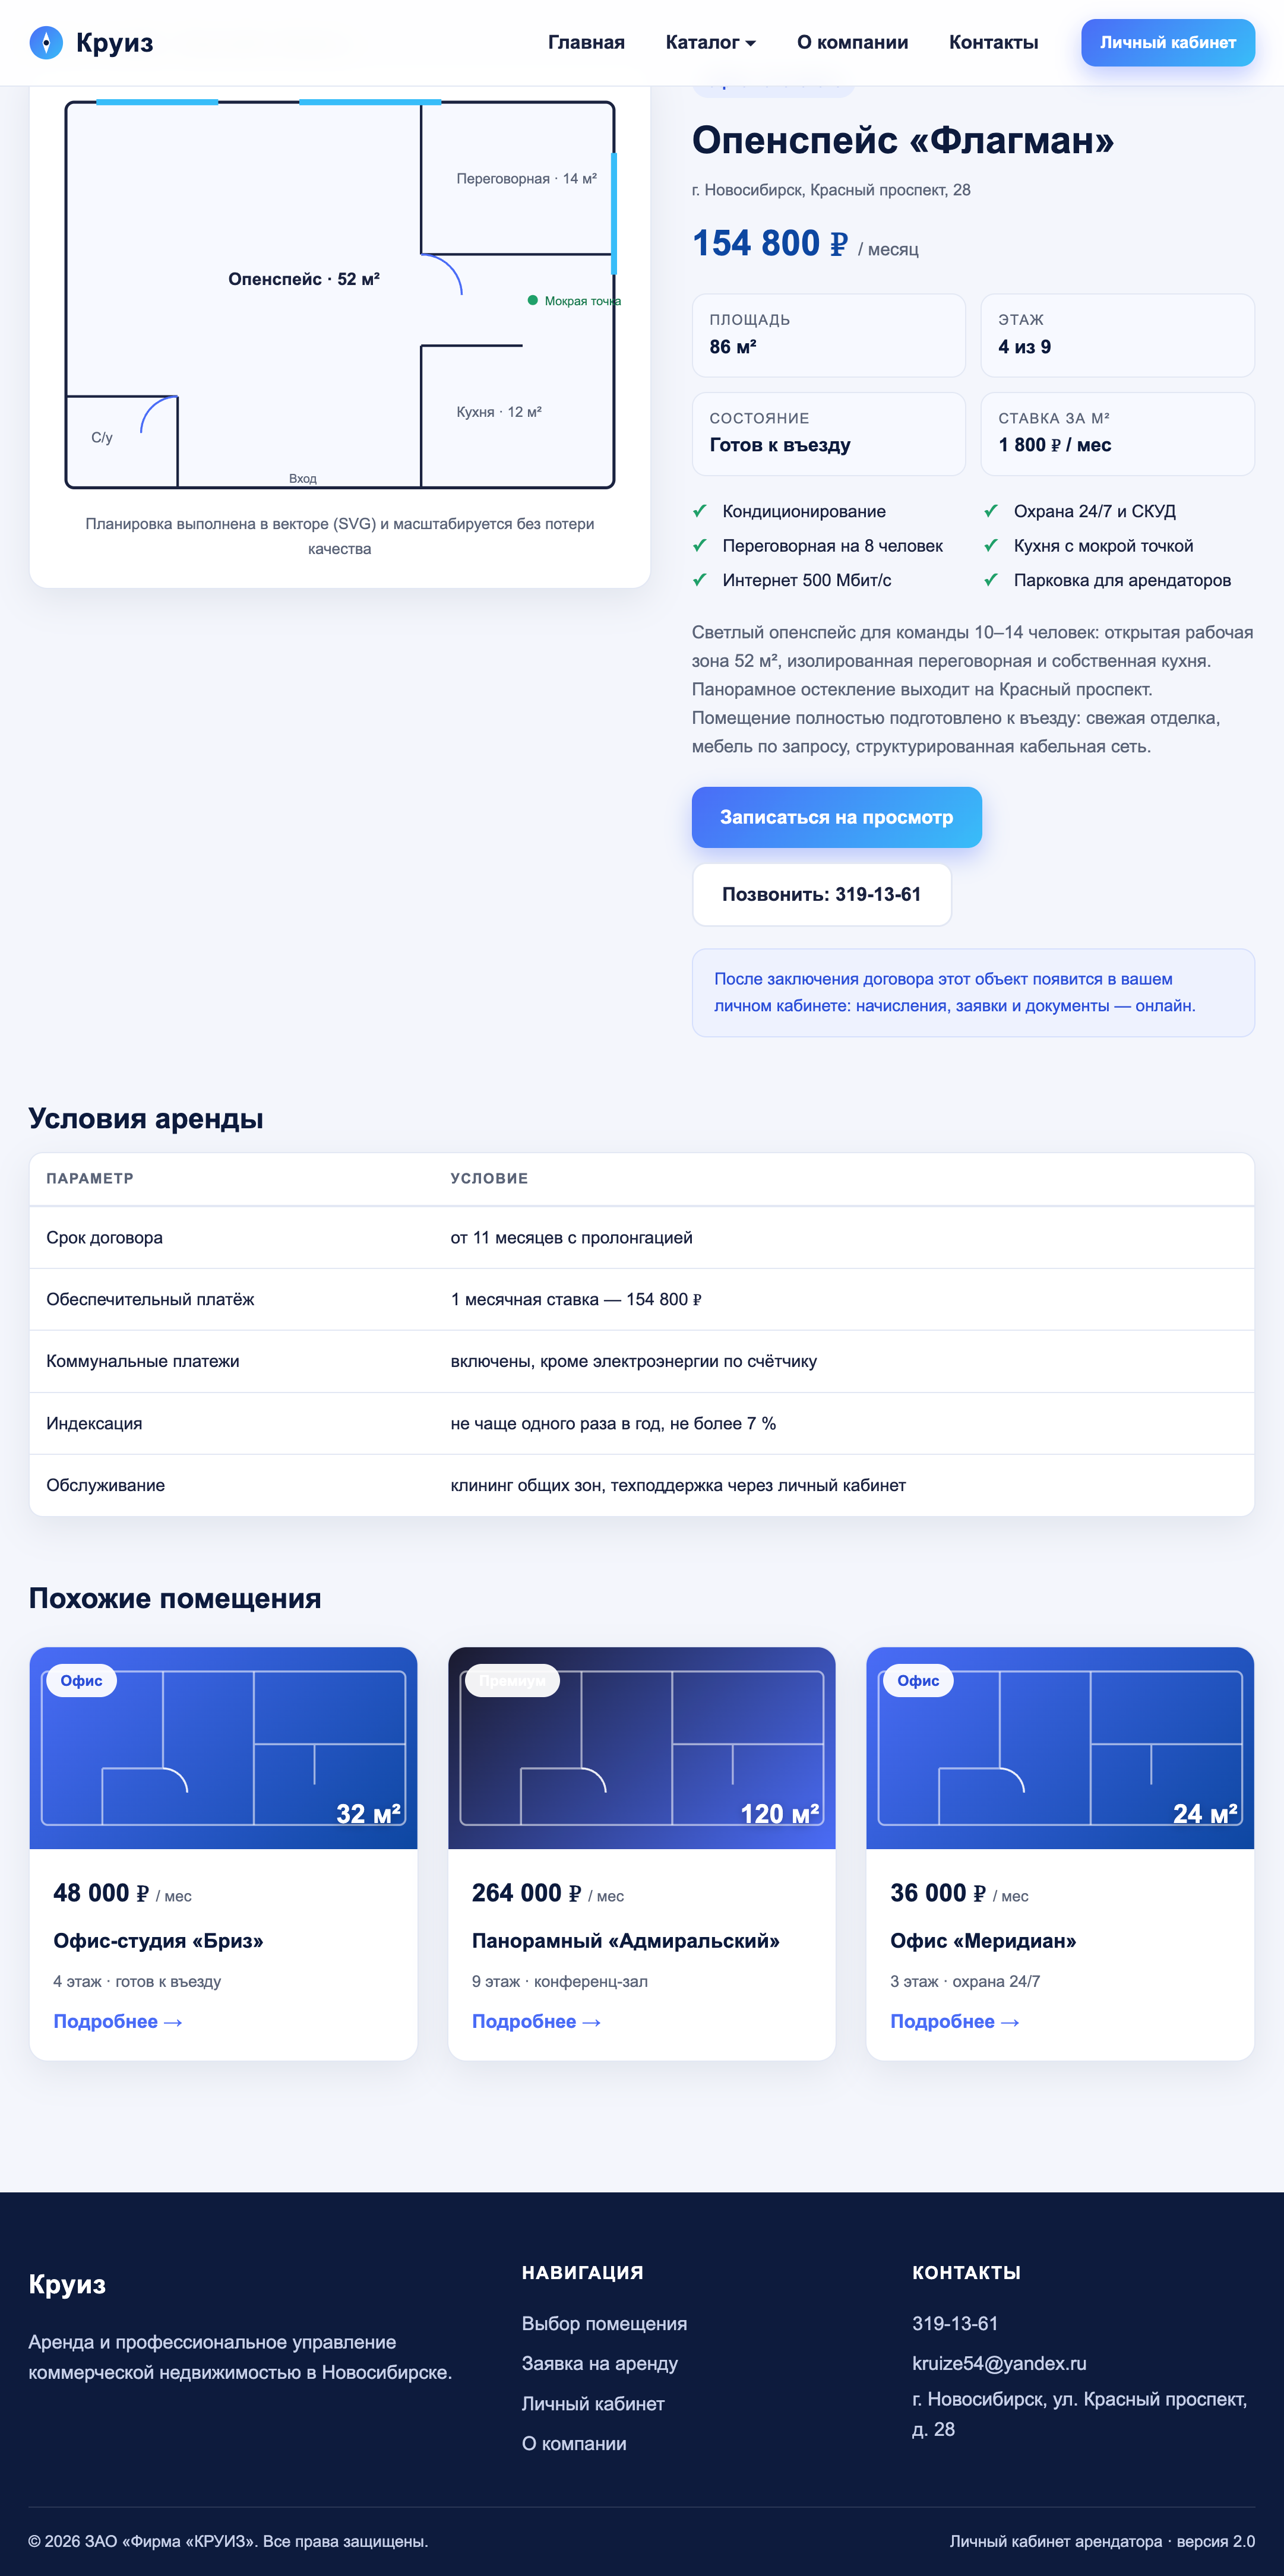 Круиз
Главная
Каталог
О компании
Контакты
Личный кабинет
Переговорная · 14 м²
Опенспейс · 52 м²
Мокрая точка
Кухня · 12 м²
С/у
Вход
Планировка выполнена в векторе (SVG) и масштабируется без потери
качества
Опенспейс «Флагман»
г. Новосибирск, Красный проспект, 28
154 800 ₽ / месяц
ПЛОЩАДЬ
86 м²
ЭТАЖ
4 из 9
СОСТОЯНИЕ
Готов к въезду
СТАВКА ЗА М²
1 800 ₽ / мес
✓ Кондиционирование
✓ Охрана 24/7 и СКУД
✓ Переговорная на 8 человек
✓ Кухня с мокрой точкой
✓ Интернет 500 Мбит/с
✓ Парковка для арендаторов
Светлый опенспейс для команды 10–14 человек: открытая рабочая
зона 52 м², изолированная переговорная и собственная кухня.
Панорамное остекление выходит на Красный проспект.
Помещение полностью подготовлено к въезду: свежая отделка,
мебель по запросу, структурированная кабельная сеть.
Записаться на просмотр
Позвонить: 319-13-61
После заключения договора этот объект появится в вашем
личном кабинете: начисления, заявки и документы — онлайн.
Условия аренды
ПАРАМЕТР
УСЛОВИЕ
Срок договора
от 11 месяцев с пролонгацией
Обеспечительный платёж
1 месячная ставка — 154 800 ₽
Коммунальные платежи
включены, кроме электроэнергии по счётчику
Индексация
не чаще одного раза в год, не более 7 %
Обслуживание
клининг общих зон, техподдержка через личный кабинет
Похожие помещения
Офис
32 м²
48 000 ₽ / мес
Офис-студия «Бриз»
4 этаж · готов к въезду
Подробнее →
Премиум
120 м²
264 000 ₽ / мес
Панорамный «Адмиральский»
9 этаж · конференц-зал
Подробнее →
Офис
24 м²
36 000 ₽ / мес
Офис «Меридиан»
3 этаж · охрана 24/7
Подробнее →
Круиз
Аренда и профессиональное управление
коммерческой недвижимостью в Новосибирске.
НАВИГАЦИЯ
Выбор помещения
Заявка на аренду
Личный кабинет
О компании
КОНТАКТЫ
319-13-61
kruize54@yandex.ru
г. Новосибирск, ул. Красный проспект,
д. 28
© 2026 ЗАО «Фирма «КРУИЗ». Все права защищены.
Личный кабинет арендатора · версия 2.0